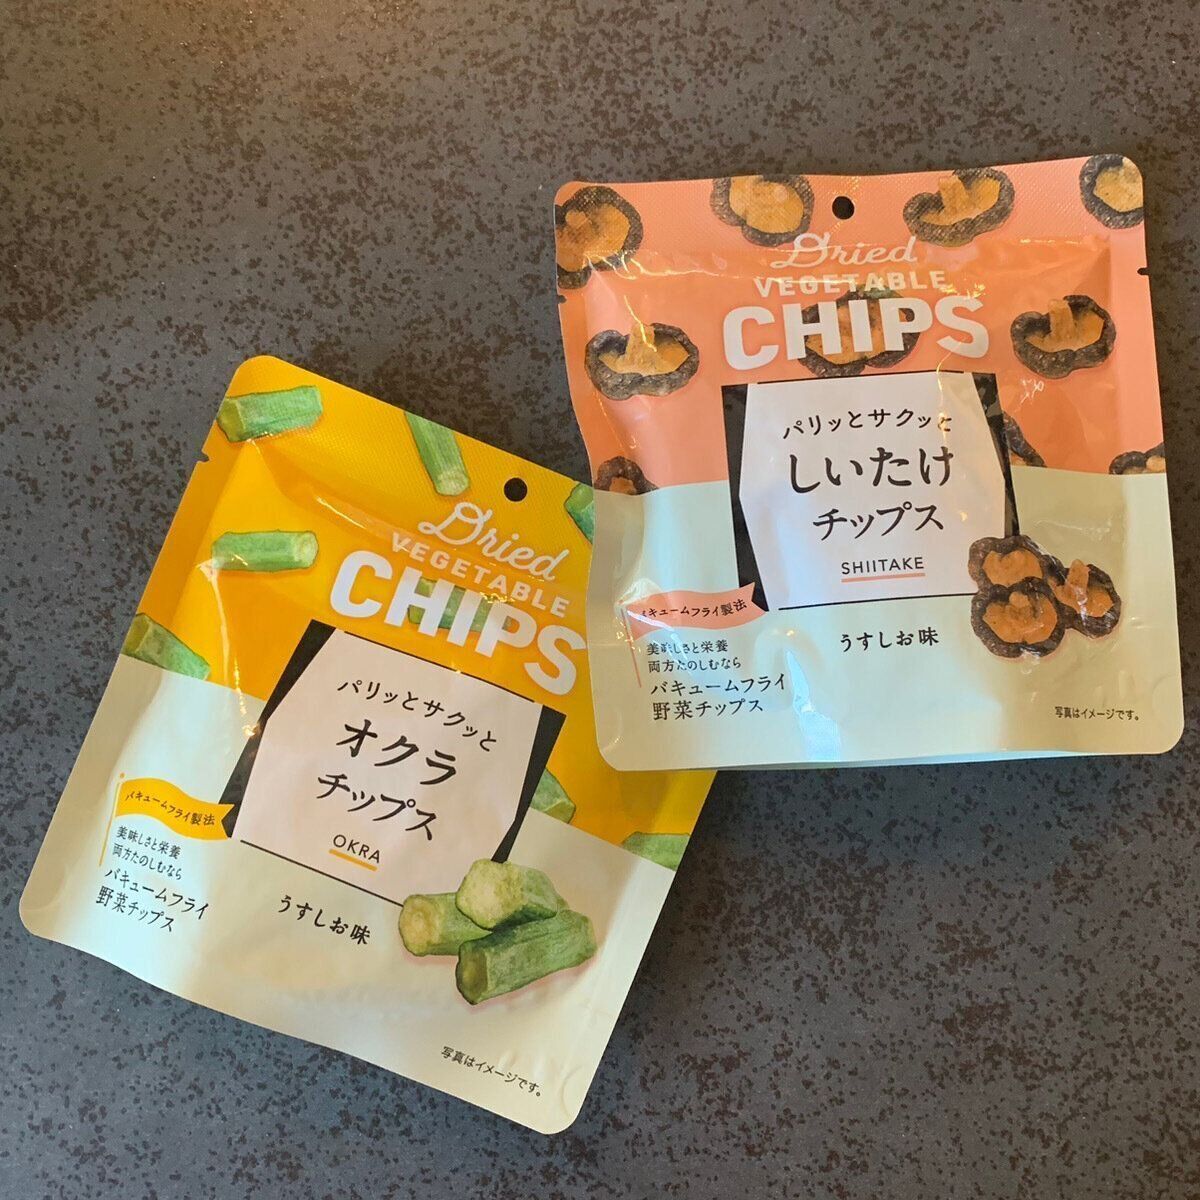 Dried
VEGETABLE
CHIPS
パリッとサクッと
しいたけ
チップス
SHIITAKE
バキュームフライ製法
美味しさと栄養
両方たのしむなら
バキュームフライ
野菜チップス
うすしお味
写真はイメージです。
Dried
VEGETABLE
CHIPS
パリッとサクッと
オクラ
チップス
OKRA
バキュームフライ製法
美味しさと栄養
両方たのしむなら
バキュームフライ
野菜チップス
うすしお味
写真はイメージです。